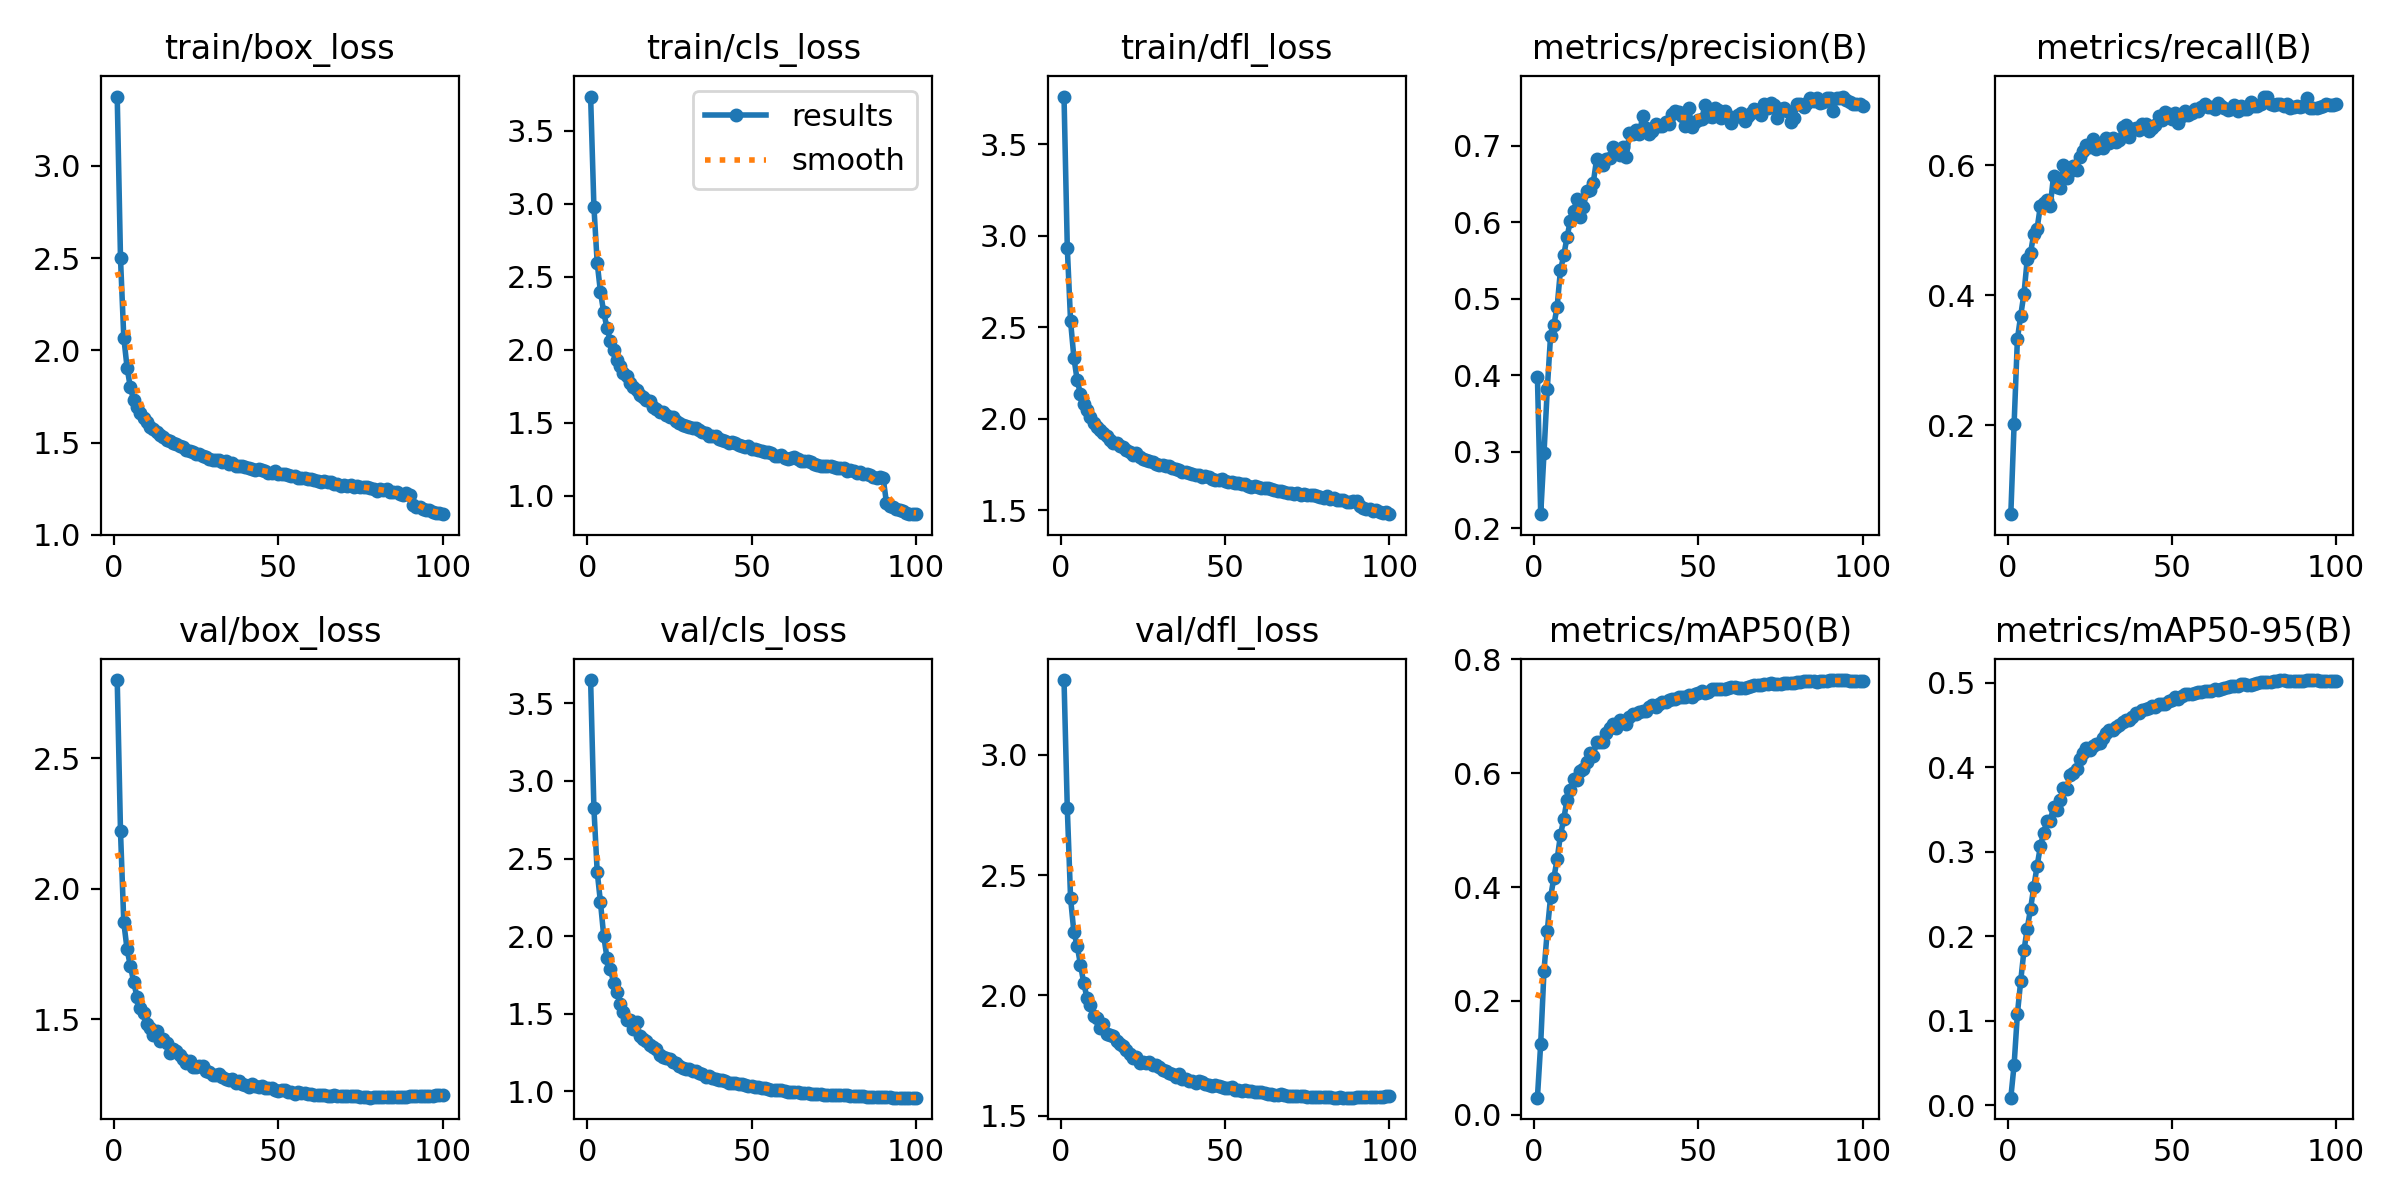 train/box_loss
3.0
2.5
2.0
1.5
1.0
0 50 100
train/cls_loss
results
smooth
3.5
3.0
2.5
2.0
1.5
1.0
0 50 100
train/dfl_loss
3.5
3.0
2.5
2.0
1.5
0 50 100
metrics/precision(B)
0.7
0.6
0.5
0.4
0.3
0.2
0 50 100
metrics/recall(B)
0.6
0.4
0.2
0 50 100
val/box_loss
2.5
2.0
1.5
0 50 100
val/cls_loss
3.5
3.0
2.5
2.0
1.5
1.0
0 50 100
val/dfl_loss
3.0
2.5
2.0
1.5
0 50 100
metrics/mAP50(B)
0.8
0.6
0.4
0.2
0.0
0 50 100
metrics/mAP50-95(B)
0.5
0.4
0.3
0.2
0.1
0.0
0 50 100